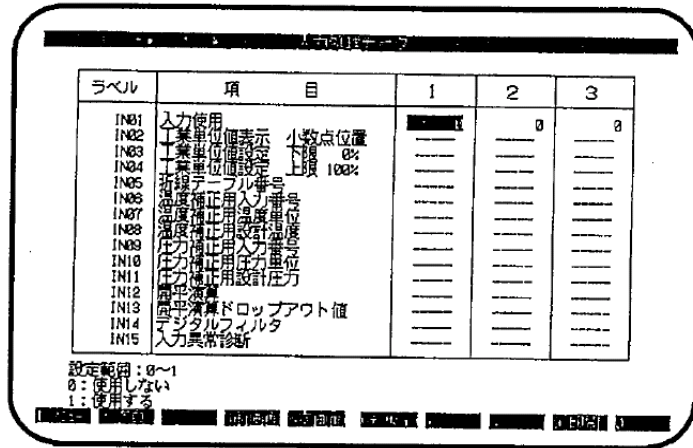 ラベル 項 目 1 2 3
IN01 入力使用 0 0 0
IN02 工業単位値表示 小数点位置
IN03 工業単位値設定 下限 0%
IN04 工業単位値設定 上限 100%
IN05 折線テーブル番号
IN06 温度補正用入力番号
IN07 温度補正用温度単位
IN08 温度補正用設計温度
IN09 圧力補正用入力番号
IN10 圧力補正用圧力単位
IN11 圧力補正用設計圧力
IN12 開平演算
IN13 開平演算ドロップアウト値
IN14 デジタルフィルタ
IN15 入力異常診断
設定範囲:0~1
0:使用しない
1:使用する